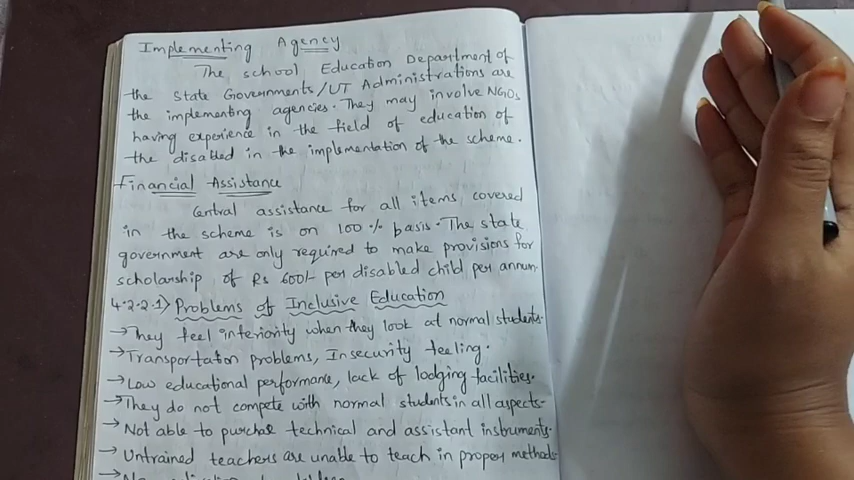 Implementing Agency
The school Education Department of
the State Governments/UT Administrations are
the implementing agencies. They may involve NGOs
having experience in the field of education of
the disabled in the implementation of the scheme.
Financial Assistance
Central assistance for all items covered
in the scheme is on 100% basis. The state
government are only required to make provisions for
scholarship of Rs 600/- per disabled child per annum
4.2.2.1) Problems of Inclusive Education
→ They feel inferiority when they look at normal students.
→ Transportation problems, Insecurity feeling.
→ Low educational performance, lack of lodging facilities.
→ They do not compete with normal students in all aspects.
→ Not able to purchase technical and assistant instruments.
→ Untrained teachers are unable to teach in proper methods.